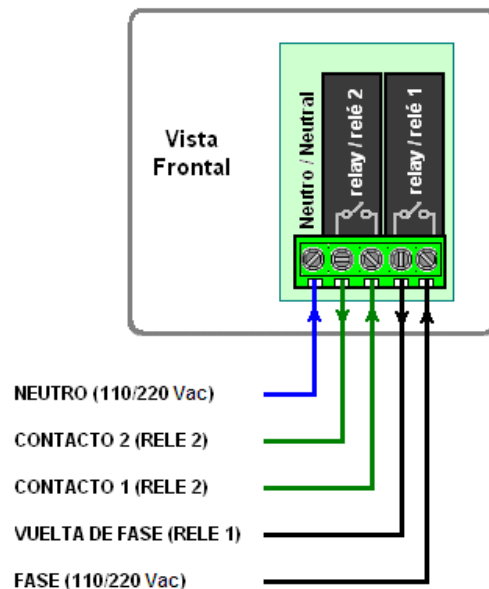 Vista
Frontal
Neutro / Neutral
relay / relé 2
relay / relé 1
NEUTRO (110/220 Vac)
CONTACTO 2 (RELE 2)
CONTACTO 1 (RELE 2)
VUELTA DE FASE (RELE 1)
FASE (110/220 Vac)